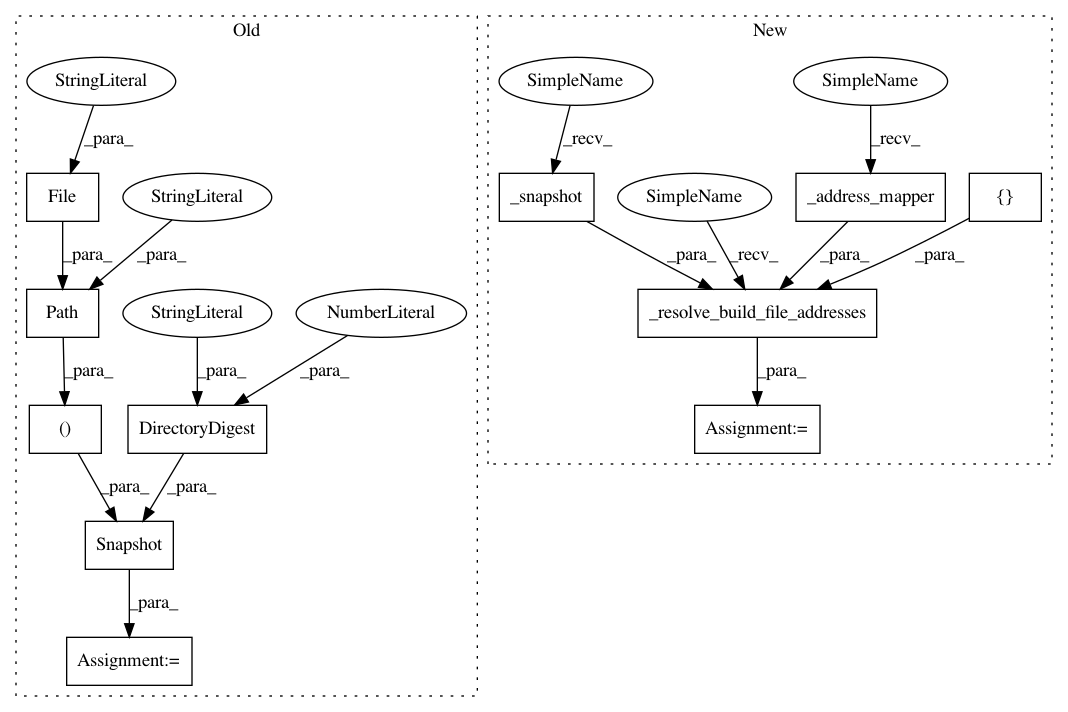 Old
New
StringLiteral
SimpleName
SimpleName
_para_
_recv_
_recv_
File
StringLiteral
_snapshot
SimpleName
_address_mapper
{}
_para_
_para_
_para_
_recv_
_para_
_para_
Path
StringLiteral
NumberLiteral
_resolve_build_file_addresses
_para_
_para_
_para_
_para_
()
DirectoryDigest
Assignment:=
_para_
_para_
Snapshot
_para_
Assignment:=